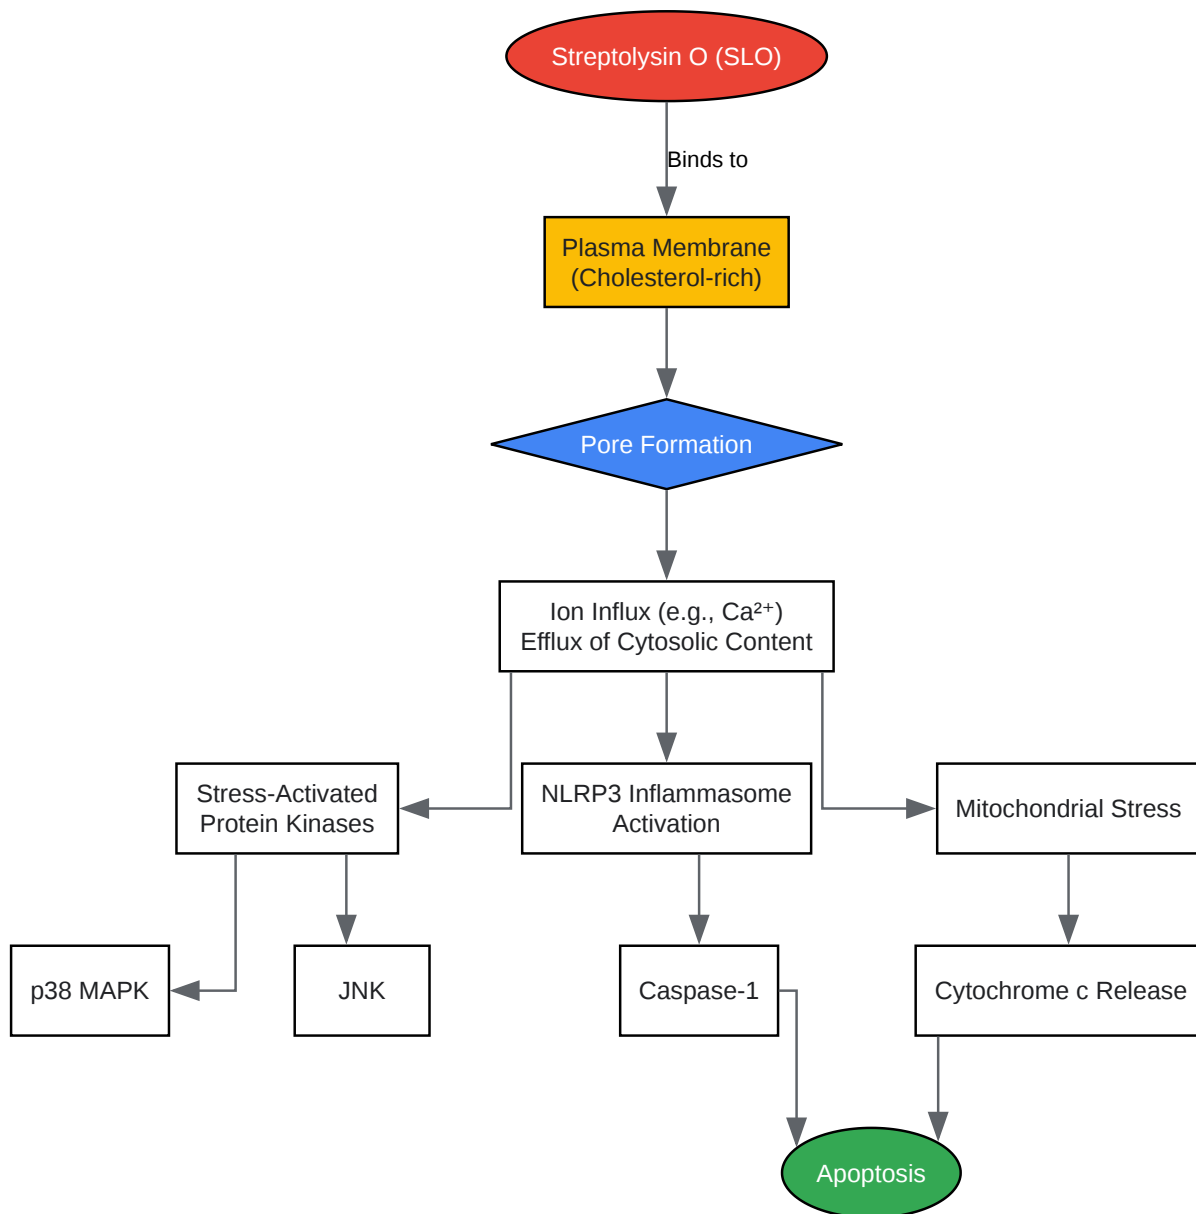 Streptolysin O (SLO)
Binds to
Plasma Membrane
(Cholesterol-rich)
Pore Formation
Ion Influx (e.g., Ca²⁺)
Efflux of Cytosolic Content
Stress-Activated
Protein Kinases
NLRP3 Inflammasome
Activation
Mitochondrial Stress
p38 MAPK
JNK
Caspase-1
Cytochrome c Release
Apoptosis